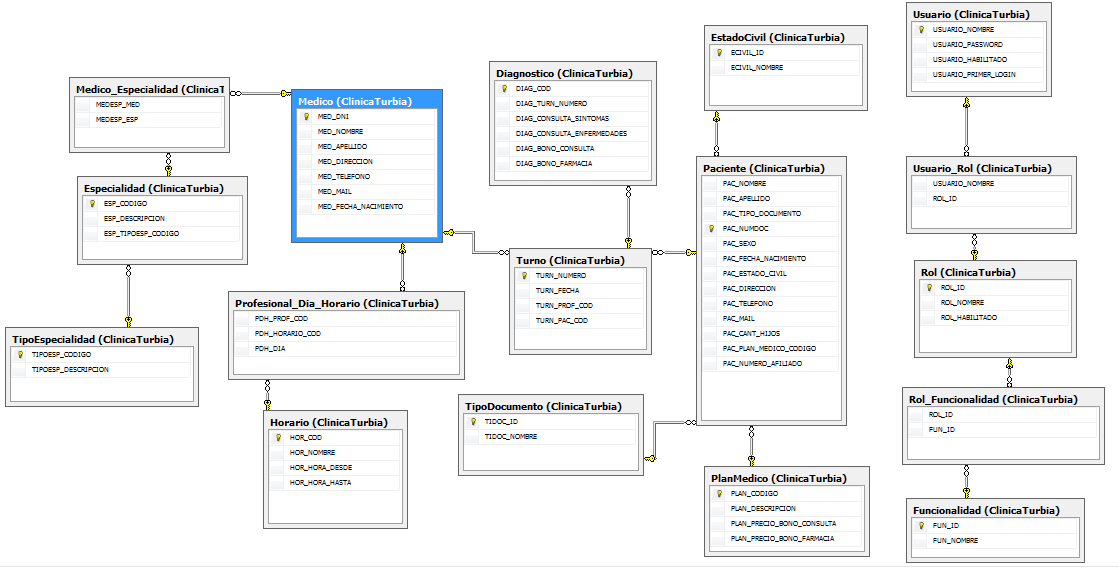 Medico_Especialidad (ClinicaT
MEDESP_MED
MEDESP_ESP
Especialidad (ClinicaTurbia)
ESP_CODIGO
ESP_DESCRIPCION
ESP_TIPOESP_CODIGO
TipoEspecialidad (ClinicaTurbia)
TIPOESP_CODIGO
TIPOESP_DESCRIPCION
Medico (ClinicaTurbia)
MED_DNI
MED_NOMBRE
MED_APELLIDO
MED_DIRECCION
MED_TELEFONO
MED_MAIL
MED_FECHA_NACIMIENTO
Profesional_Dia_Horario (ClinicaTurbia)
PDH_PROF_COD
PDH_HORARIO_COD
PDH_DIA
Horario (ClinicaTurbia)
HOR_COD
HOR_NOMBRE
HOR_HORA_DESDE
HOR_HORA_HASTA
Diagnostico (ClinicaTurbia)
DIAG_COD
DIAG_TURN_NUMERO
DIAG_CONSULTA_SINTOMAS
DIAG_CONSULTA_ENFERMEDADES
DIAG_BONO_CONSULTA
DIAG_BONO_FARMACIA
Turno (ClinicaTurbia)
TURN_NUMERO
TURN_FECHA
TURN_PROF_COD
TURN_PAC_COD
TipoDocumento (ClinicaTurbia)
TIDOC_ID
TIDOC_NOMBRE
EstadoCivil (ClinicaTurbia)
ECIVIL_ID
ECIVIL_NOMBRE
Paciente (ClinicaTurbia)
PAC_NOMBRE
PAC_APELLIDO
PAC_TIPO_DOCUMENTO
PAC_NUMDOC
PAC_SEXO
PAC_FECHA_NACIMIENTO
PAC_ESTADO_CIVIL
PAC_DIRECCION
PAC_TELEFONO
PAC_MAIL
PAC_CANT_HIJOS
PAC_PLAN_MEDICO_CODIGO
PAC_NUMERO_AFILIADO
PlanMedico (ClinicaTurbia)
PLAN_CODIGO
PLAN_DESCRIPCION
PLAN_PRECIO_BONO_CONSULTA
PLAN_PRECIO_BONO_FARMACIA
Usuario (ClinicaTurbia)
USUARIO_NOMBRE
USUARIO_PASSWORD
USUARIO_HABILITADO
USUARIO_PRIMER_LOGIN
Usuario_Rol (ClinicaTurbia)
USUARIO_NOMBRE
ROL_ID
Rol (ClinicaTurbia)
ROL_ID
ROL_NOMBRE
ROL_HABILITADO
Rol_Funcionalidad (ClinicaTurbia)
ROL_ID
FUN_ID
Funcionalidad (ClinicaTurbia)
FUN_ID
FUN_NOMBRE